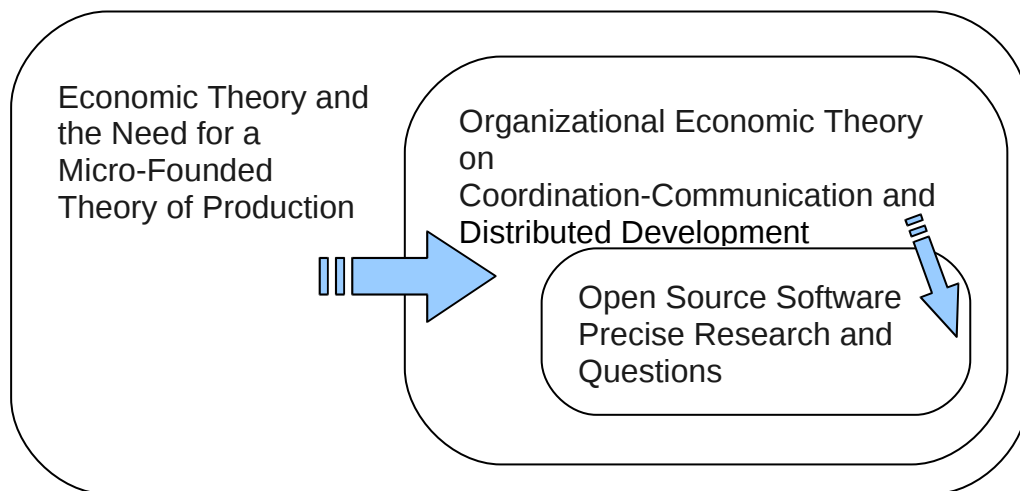 Economic Theory and
the Need for a
Micro-Founded
Theory of Production
Organizational Economic Theory
on
Coordination-Communication and
Distributed Development
Open Source Software
Precise Research and
Questions